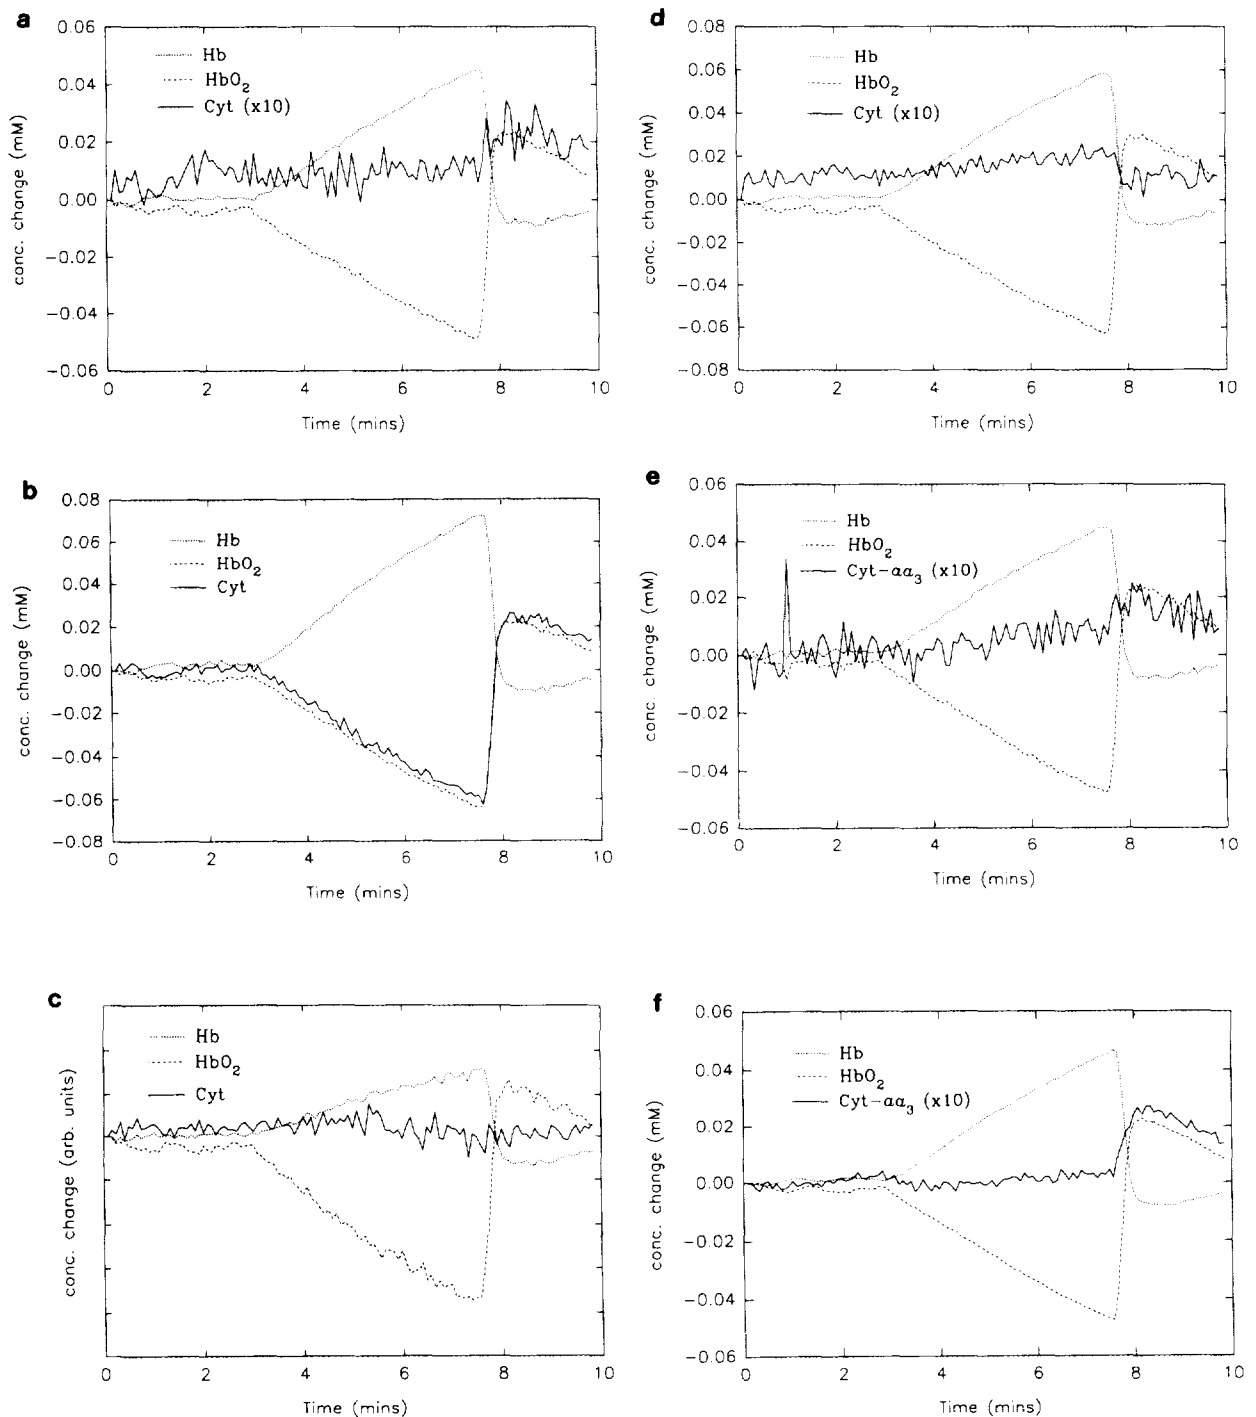 a
0.06
0.04
0.02
0.00
−0.02
−0.04
−0.06
conc. change (mM)
Hb
HbO2
Cyt (x10)
0 2 4 6 8 10
Time (mins)
b
0.08
0.06
0.04
0.02
0.00
−0.02
−0.04
−0.06
−0.08
conc. change (mM)
Hb
HbO2
Cyt
0 2 4 6 8 10
Time (mins)
c
conc. change (arb. units)
Hb
HbO2
Cyt
0 2 4 6 8 10
Time (mins)
d
0.08
0.06
0.04
0.02
0.00
−0.02
−0.04
−0.06
−0.08
conc. change (mM)
Hb
HbO2
Cyt (x10)
0 2 4 6 8 10
Time (mins)
e
0.06
0.04
0.02
0.00
−0.02
−0.04
−0.06
conc. change (mM)
Hb
HbO2
Cyt-aa3 (x10)
0 2 4 6 8 10
Time (mins)
f
0.06
0.04
0.02
0.00
−0.02
−0.04
−0.06
conc. change (mM)
Hb
HbO2
Cyt-aa3 (x10)
0 2 4 6 8 10
Time (mins)